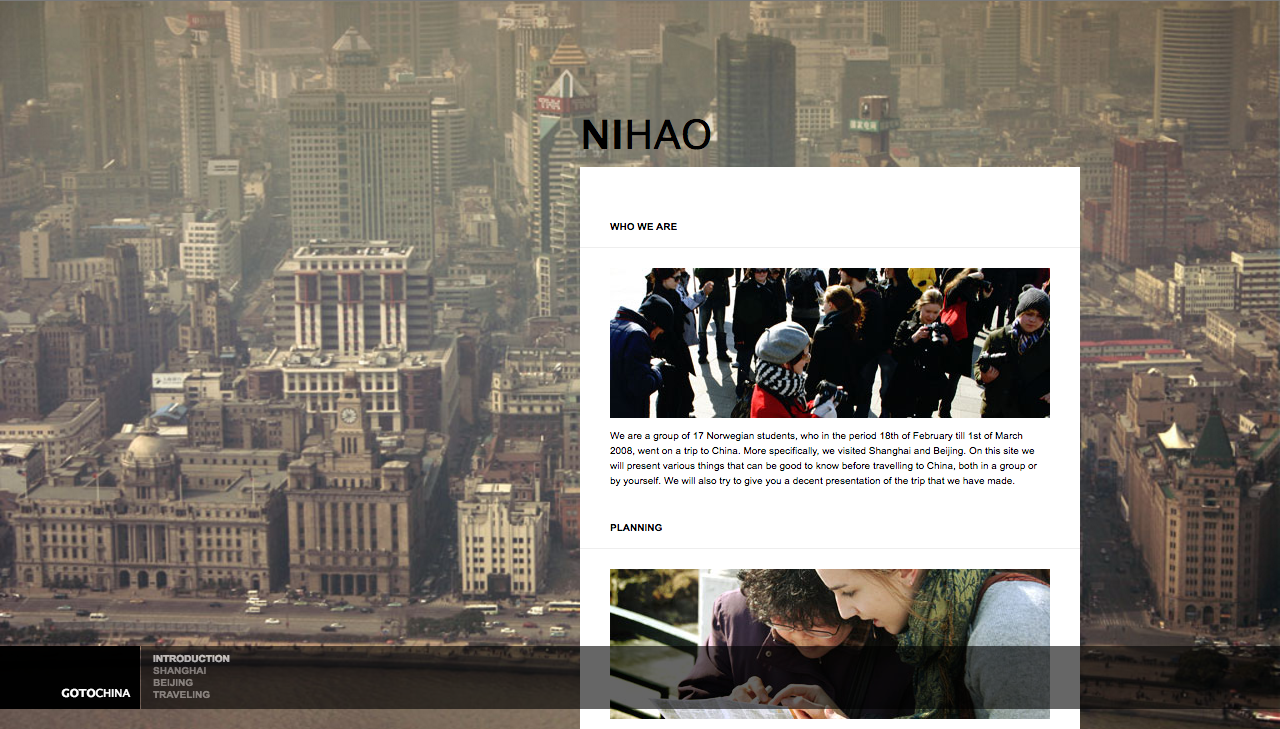 NIHAO
WHO WE ARE
We are a group of 17 Norwegian students, who in the period 18th of February till 1st of March
2008, went on a trip to China. More specifically, we visited Shanghai and Beijing. On this site we
will present various things that can be good to know before travelling to China, both in a group or
by yourself. We will also try to give you a decent presentation of the trip that we have made.
PLANNING
GOTOCHINA
INTRODUCTION
SHANGHAI
BEIJING
TRAVELING